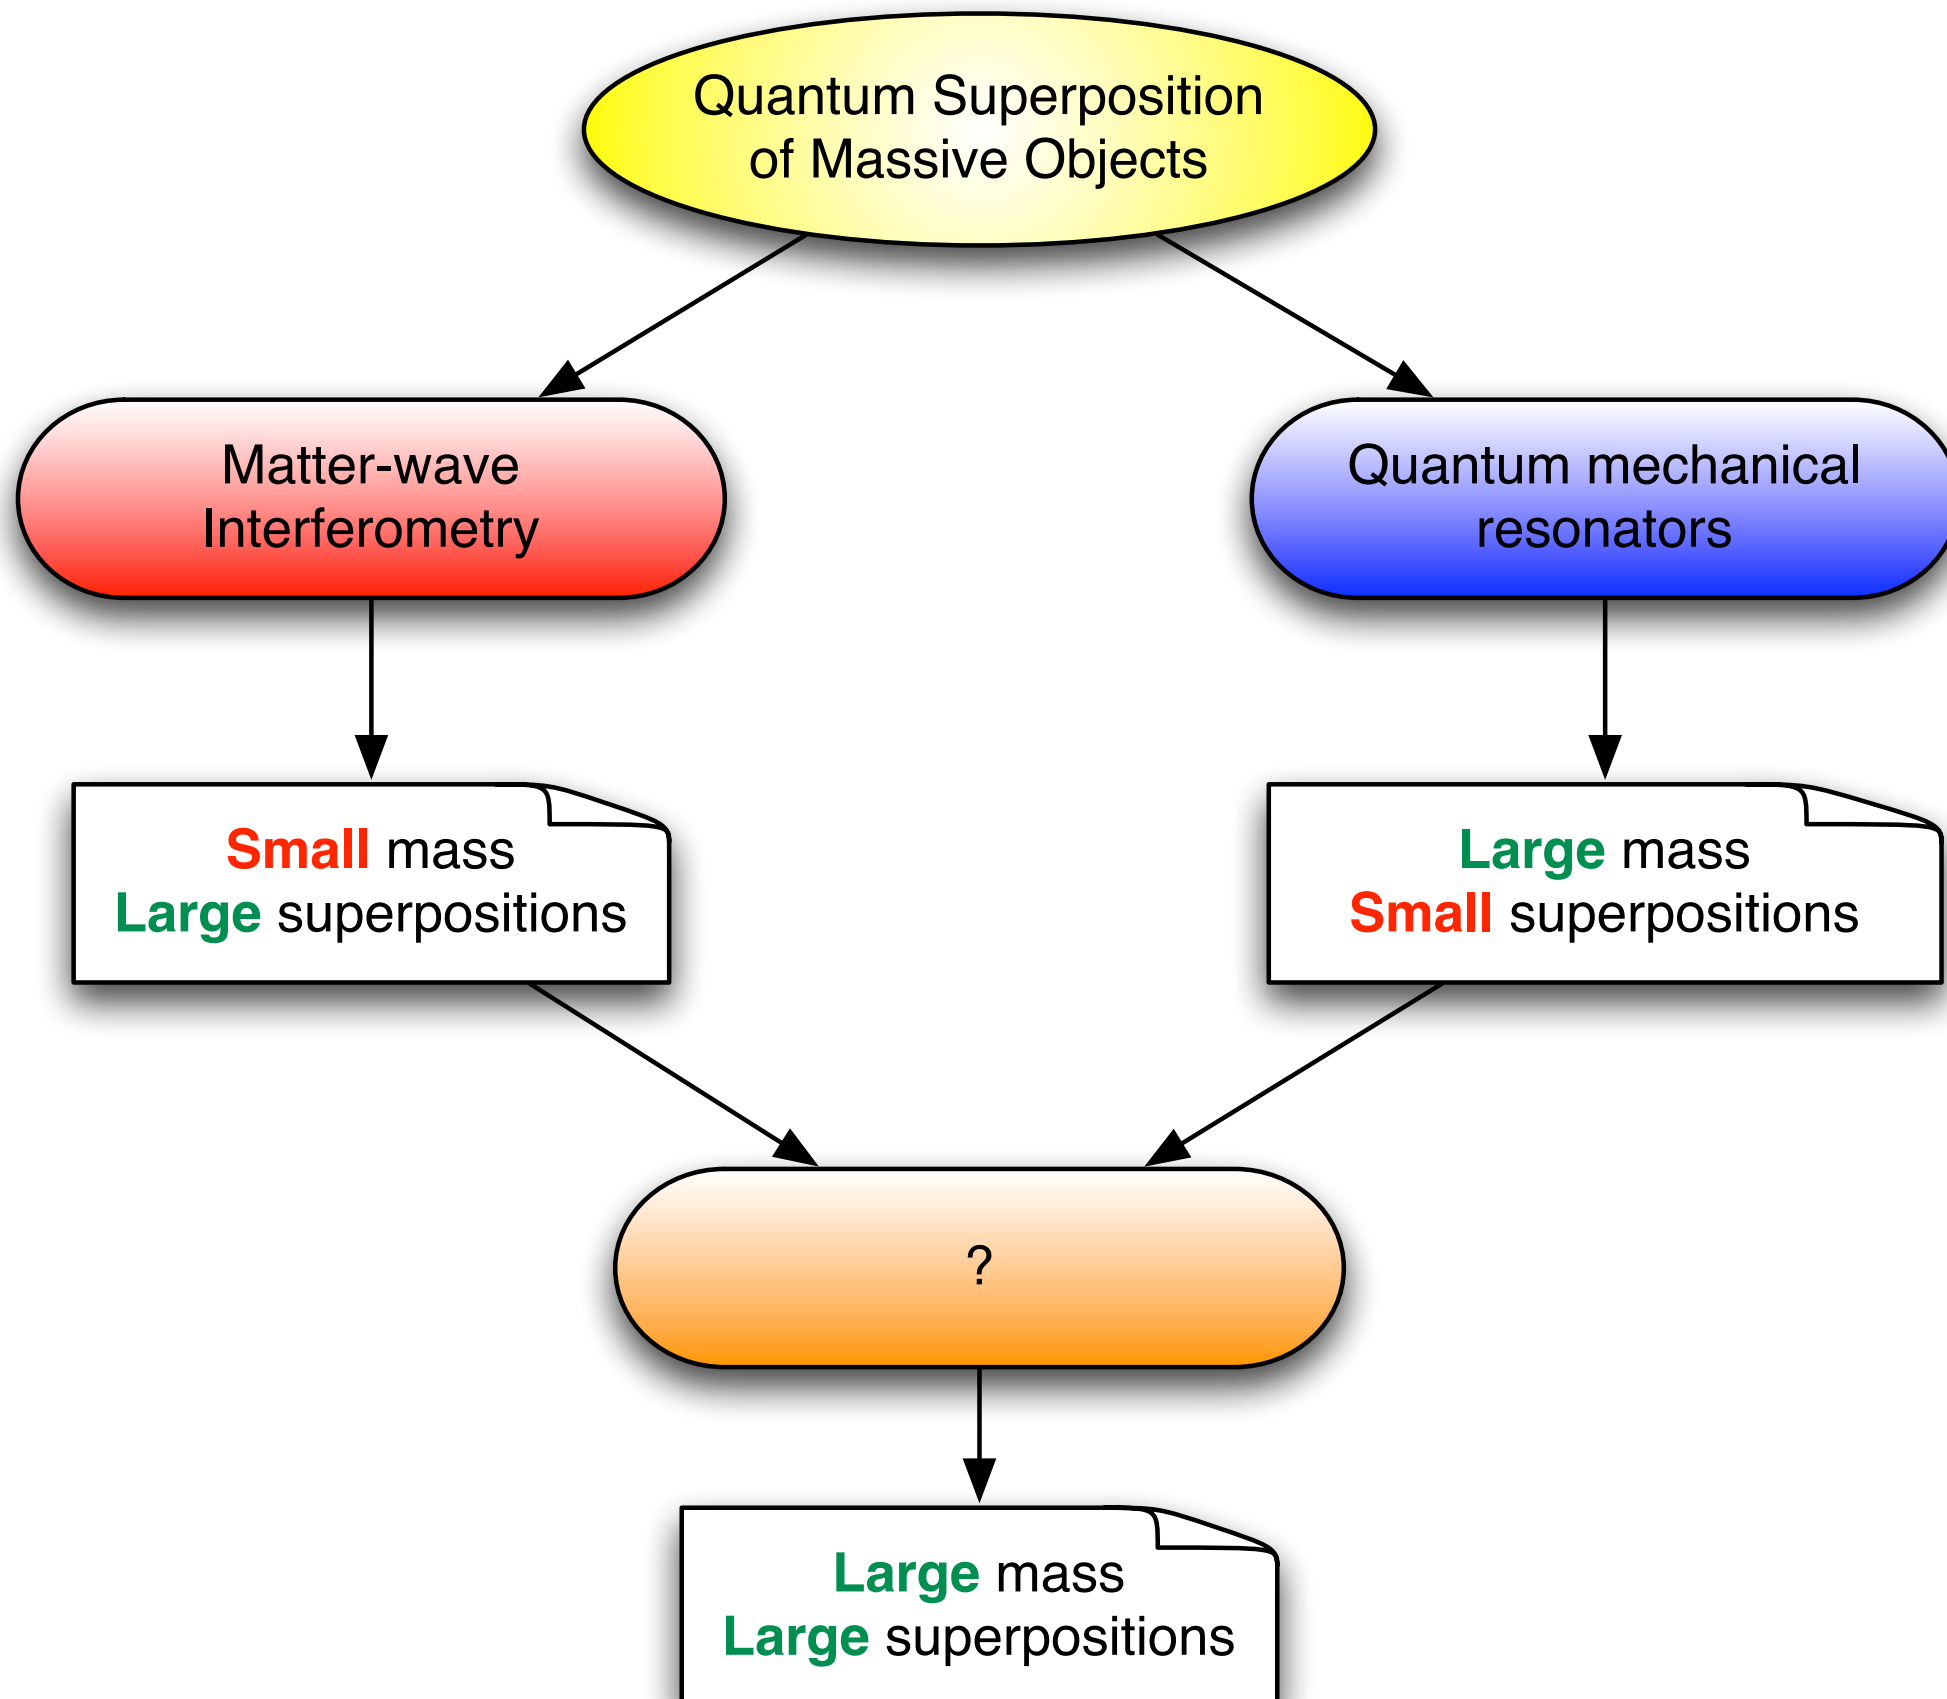 Quantum Superposition
of Massive Objects
Matter-wave
Interferometry
Quantum mechanical
resonators
Small mass
Large superpositions
Large mass
Small superpositions
?
Large mass
Large superpositions